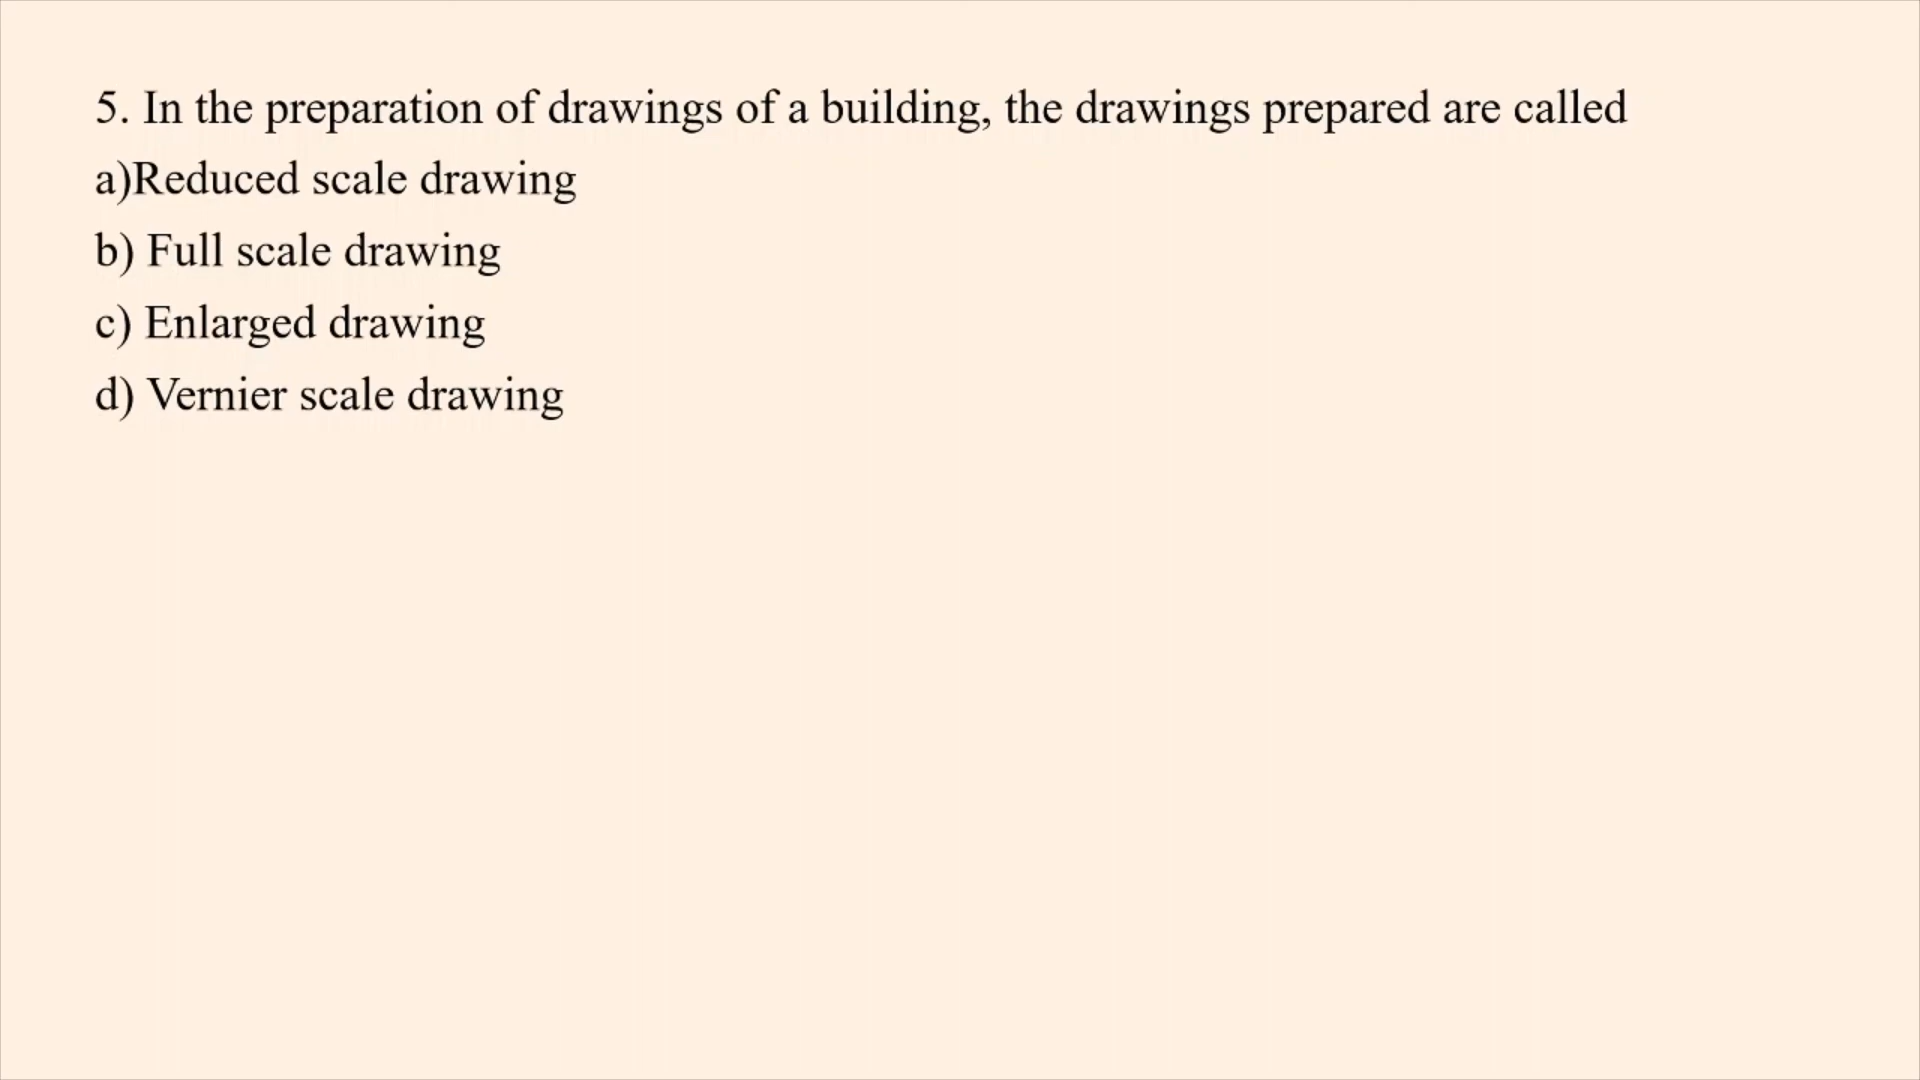 5. In the preparation of drawings of a building, the drawings prepared are called
a)Reduced scale drawing
b) Full scale drawing
c) Enlarged drawing
d) Vernier scale drawing